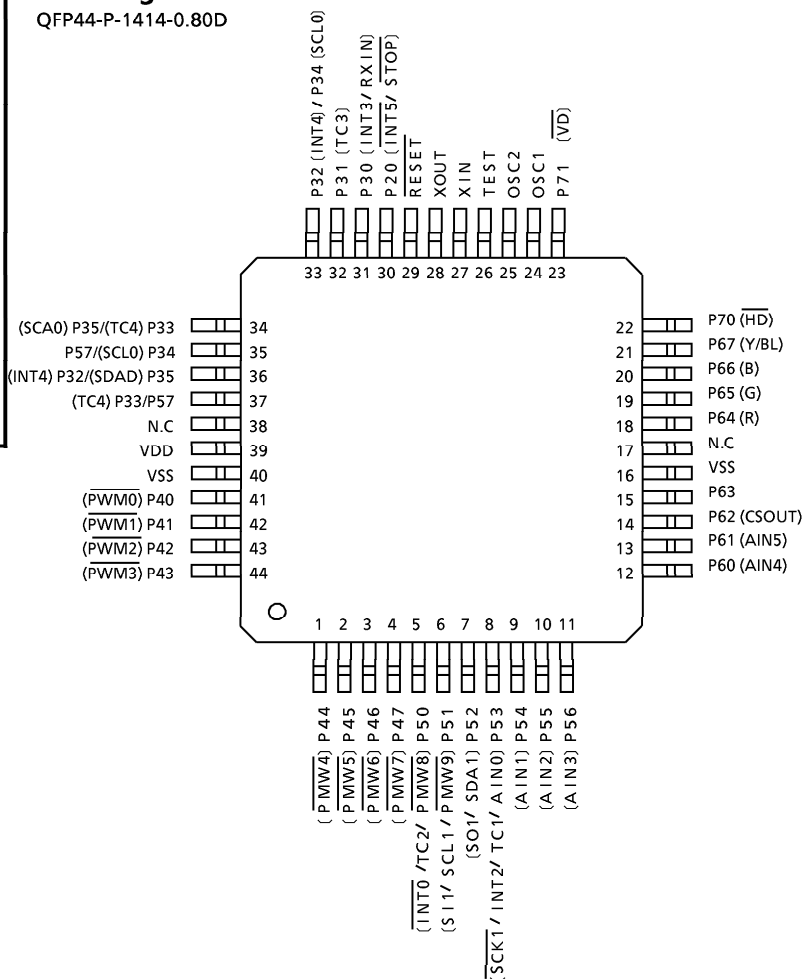 QFP44-P-1414-0.80D
P32 (INT4) / P34 (SCL0)
P31 (TC3)
P30 (INT3/ RXIN)
P20 (INT5/ STOP)
RESET
XOUT
XIN
TEST
OSC2
OSC1
P71 (VD)
33 32 31 30 29 28 27 26 25 24 23
(SCA0) P35/(TC4) P33 34
P57/(SCL0) P34 35
(INT4) P32/(SDAD) P35 36
(TC4) P33/P57 37
N.C 38
VDD 39
VSS 40
(PWM0) P40 41
(PWM1) P41 42
(PWM2) P42 43
(PWM3) P43 44
22 P70 (HD)
21 P67 (Y/BL)
20 P66 (B)
19 P65 (G)
18 P64 (R)
17 N.C
16 VSS
15 P63
14 P62 (CSOUT)
13 P61 (AIN5)
12 P60 (AIN4)
1 2 3 4 5 6 7 8 9 10 11
(PMW4) P44
(PMW5) P45
(PMW6) P46
(PMW7) P47
(INT0 /TC2/ PMW8) P50
(SI1/ SCL1 / PMW9) P51
(SO1/ SDA1) P52
(SCK1 / INT2/ TC1/ AIN0) P53
(AIN1) P54
(AIN2) P55
(AIN3) P56